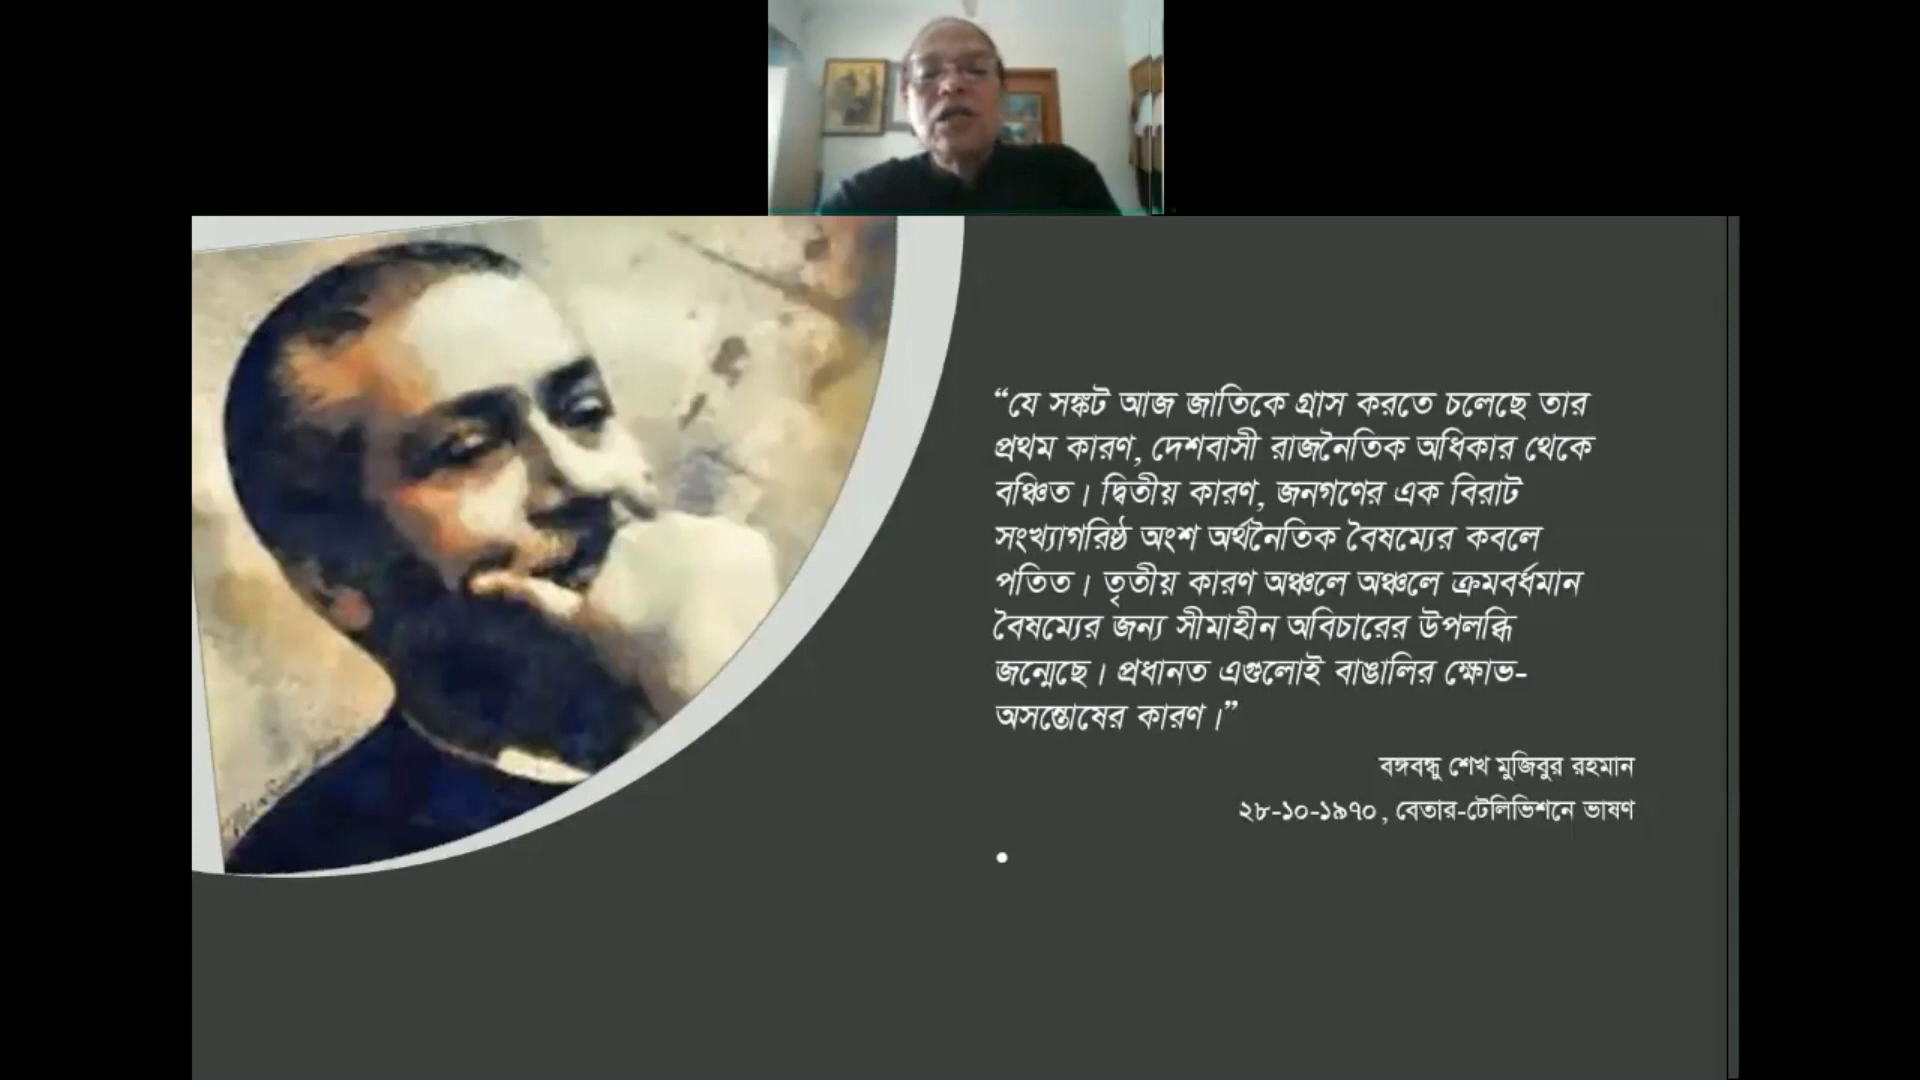 “যে সঙ্কট আজ জাতিকে গ্রাস করতে চলেছে তার
প্রথম কারণ, দেশবাসী রাজনৈতিক অধিকার থেকে
বঞ্চিত। দ্বিতীয় কারণ, জনগণের এক বিরাট
সংখ্যাগরিষ্ঠ অংশ অর্থনৈতিক বৈষম্যের কবলে
পতিত। তৃতীয় কারণ অঞ্চলে অঞ্চলে ক্রমবর্ধমান
বৈষম্যের জন্য সীমাহীন অবিচারের উপলব্ধি
জন্মেছে। প্রধানত এগুলোই বাঙালির ক্ষোভ-
অসন্তোষের কারণ।”
বঙ্গবন্ধু শেখ মুজিবুর রহমান
২৮-১০-১৯৭০, বেতার-টেলিভিশনে ভাষণ